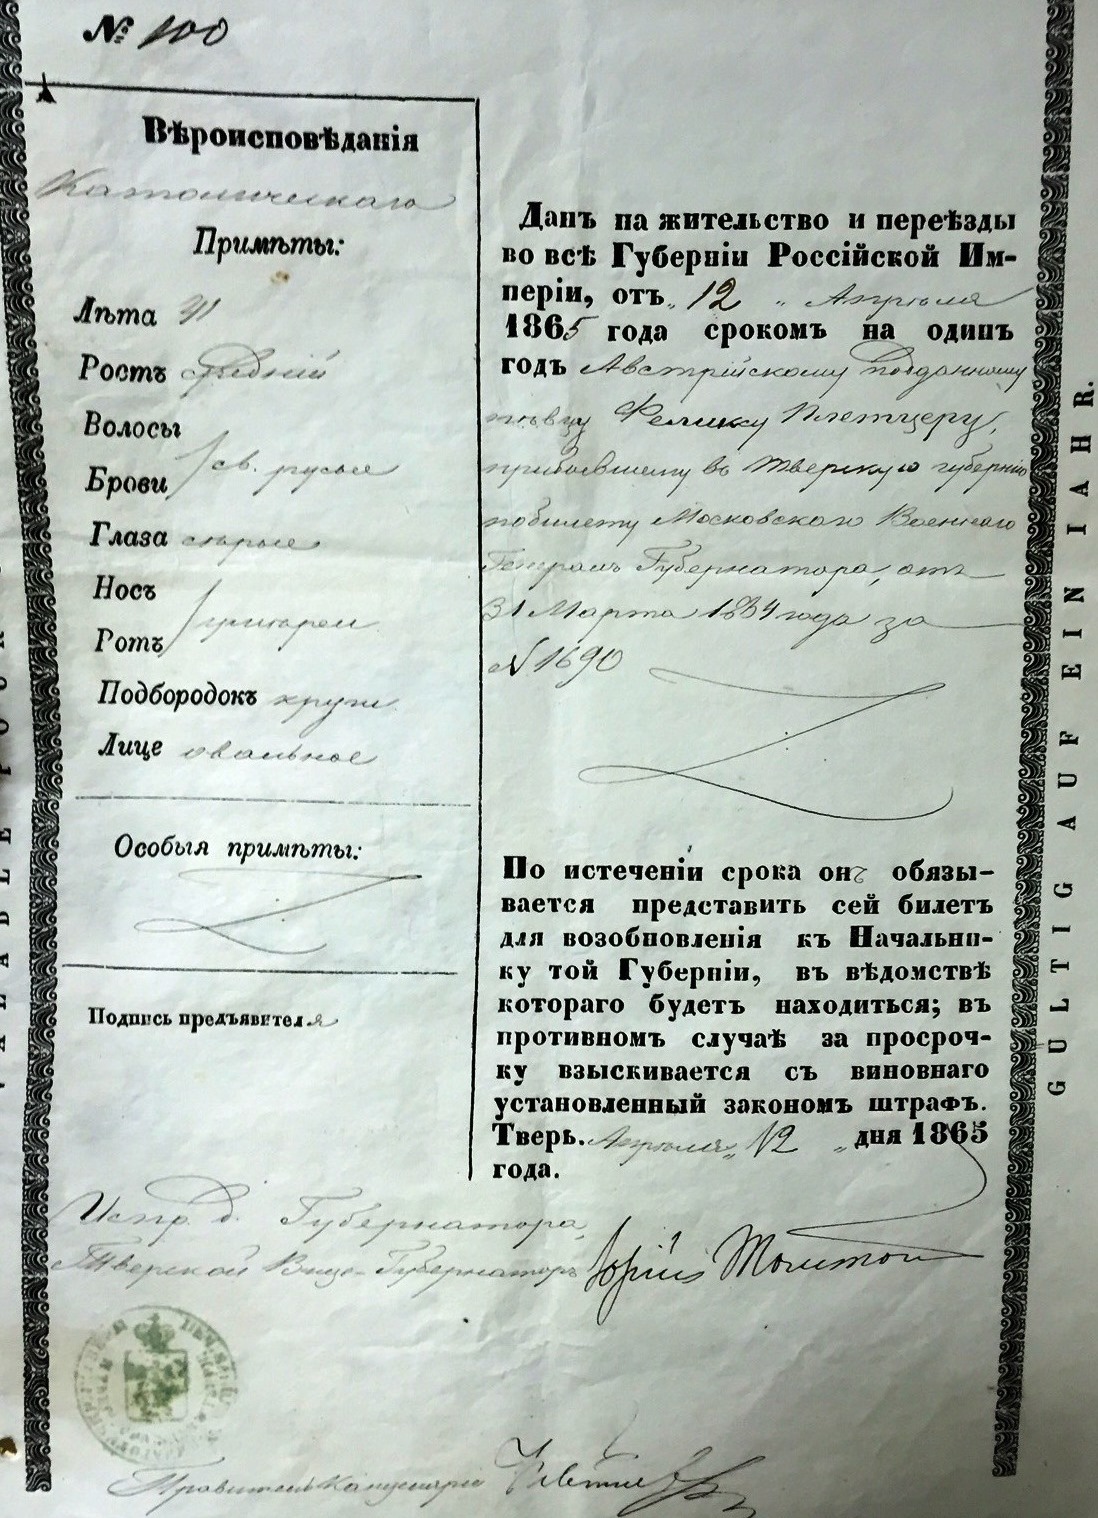 № 100
Вѣроисповѣданія
Католическаго
Примѣты:
Лѣта 31
Ростъ средній
Волосы
Брови св. русые
Глаза сѣрые
Носъ
Ротъ
Подбородокъ кругл.
Лице овальное
Особыя примѣты:
Подпись предъявителя
Данъ на жительство и переѣзды
во всѣ Губерніи Россійской Им-
періи, отъ „ 12 „ Апрѣля
1865 года срокомъ на одинъ
годъ Австрійскому подданному
пѣвцу Феликсу Плетцеру,
прибывшему въ Тверскую губернію
по билету Московскаго Военнаго
Генералъ Губернатора, отъ
31 Марта 1864 года за
N 1690
По истеченіи срока онъ обязы-
вается представить сей билетъ
для возобновленія къ Начальни-
ку той Губерніи, въ вѣдомствѣ
котораго будетъ находиться; въ
противномъ случаѣ за просроч-
ку взыскивается съ виновнаго
установленный закономъ штрафъ.
Тверь. Апрѣля „ 12 „ дня 1865
года.
Испр. д. Губернатора,
Тверской Вице-Губернаторъ
Правитель Канцеляріи
GÜLTIG AUF EIN IAHR.